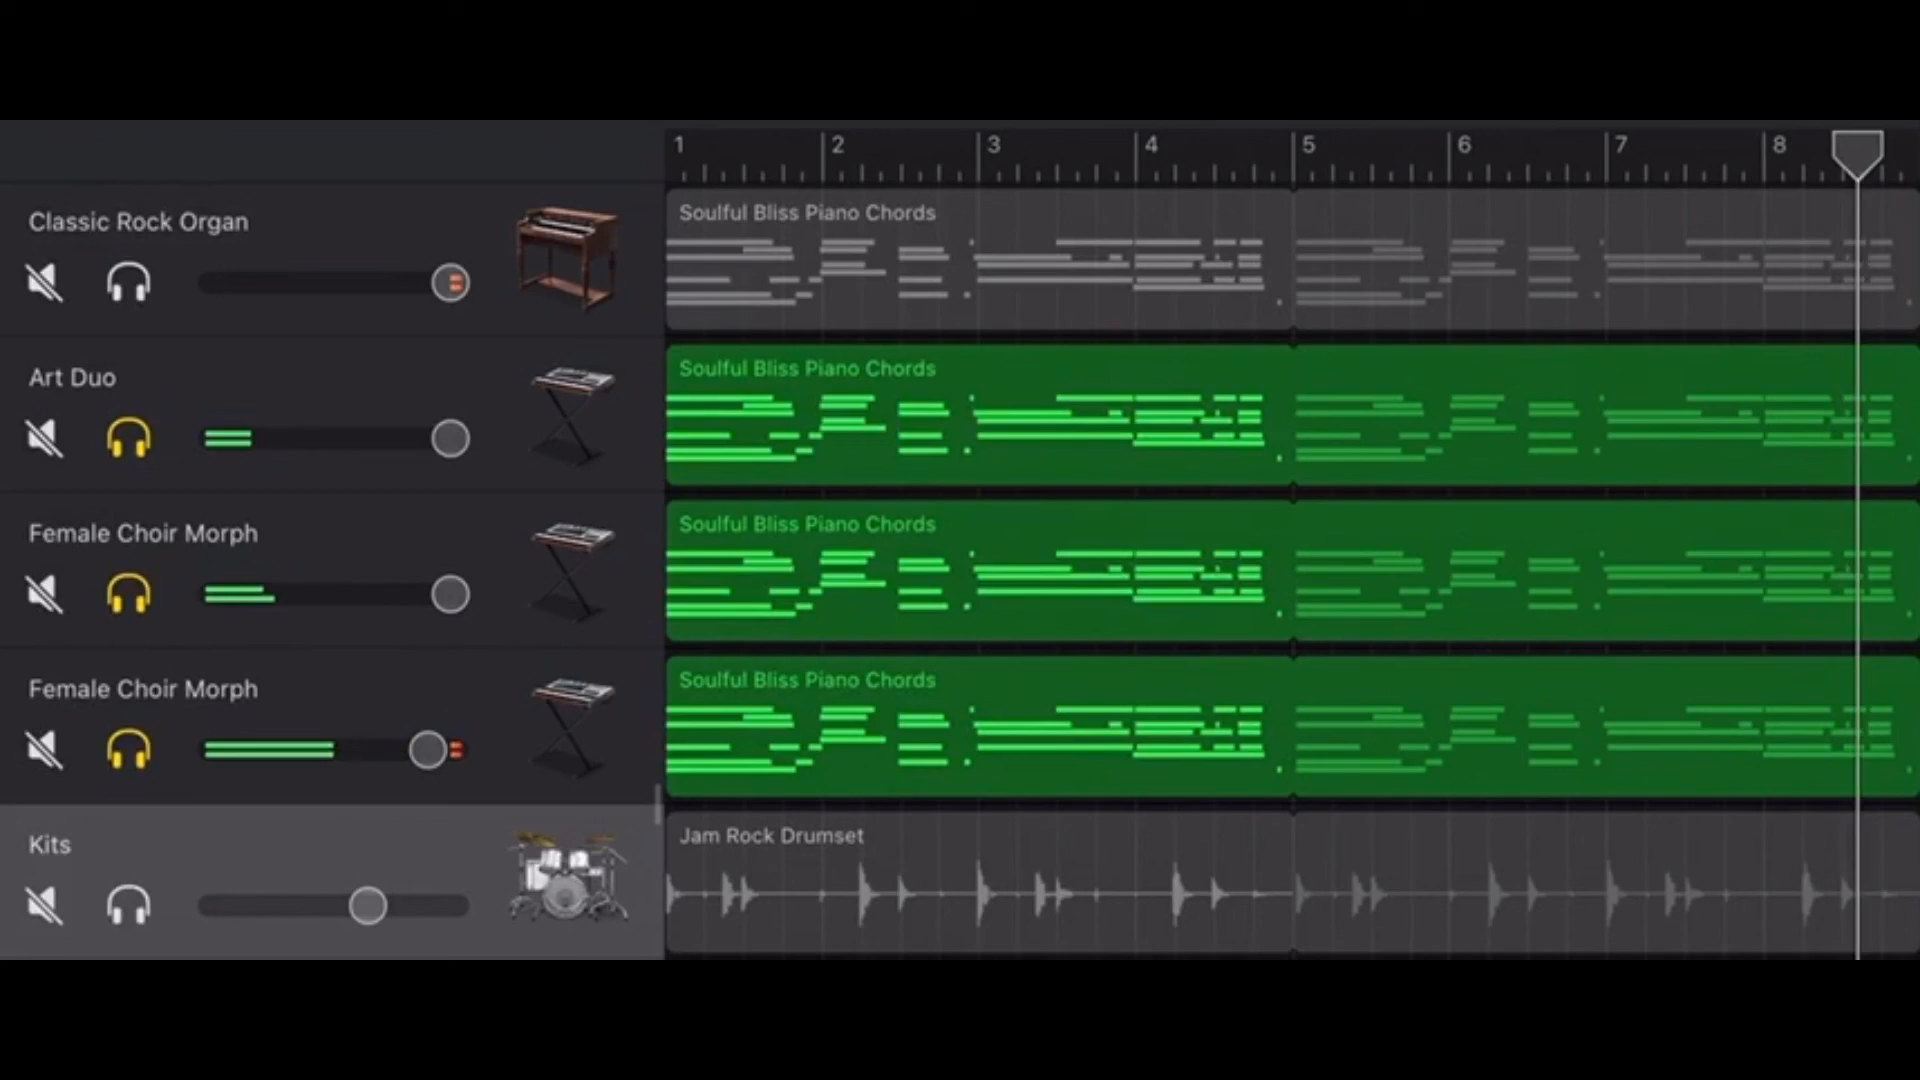 1 2 3 4 5 6 7 8
Classic Rock Organ
Soulful Bliss Piano Chords
Art Duo
Soulful Bliss Piano Chords
Female Choir Morph
Soulful Bliss Piano Chords
Female Choir Morph
Soulful Bliss Piano Chords
Kits
Jam Rock Drumset